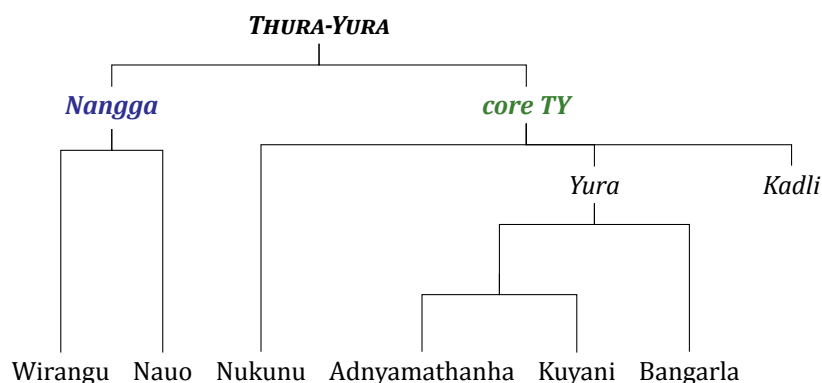 THURA-YURA
Nangga core TY
Yura Kadli
Wirangu Nauo Nukunu Adnyamathanha Kuyani Bangarla